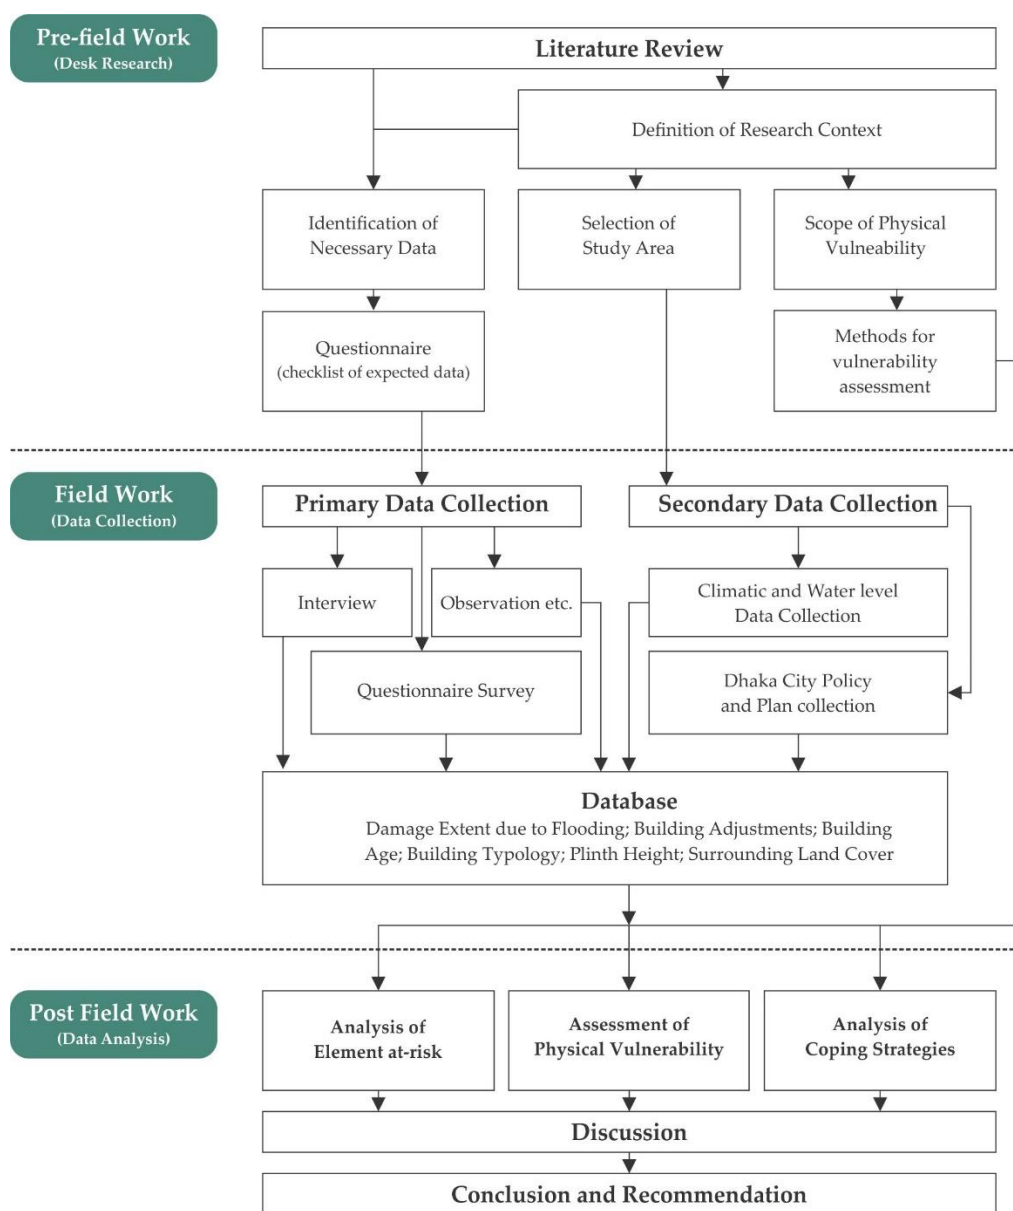 Pre-field Work
(Desk Research)
Literature Review
Definition of Research Context
Identification of
Necessary Data
Selection of
Study Area
Scope of Physical
Vulneability
Questionnaire
(checklist of expected data)
Methods for
vulnerability
assessment
Field Work
(Data Collection)
Primary Data Collection
Secondary Data Collection
Interview
Observation etc.
Climatic and Water level
Data Collection
Questionnaire Survey
Dhaka City Policy
and Plan collection
Database
Damage Extent due to Flooding; Building Adjustments; Building
Age; Building Typology; Plinth Height; Surrounding Land Cover
Post Field Work
(Data Analysis)
Analysis of
Element at-risk
Assessment of
Physical Vulnerability
Analysis of
Coping Strategies
Discussion
Conclusion and Recommendation